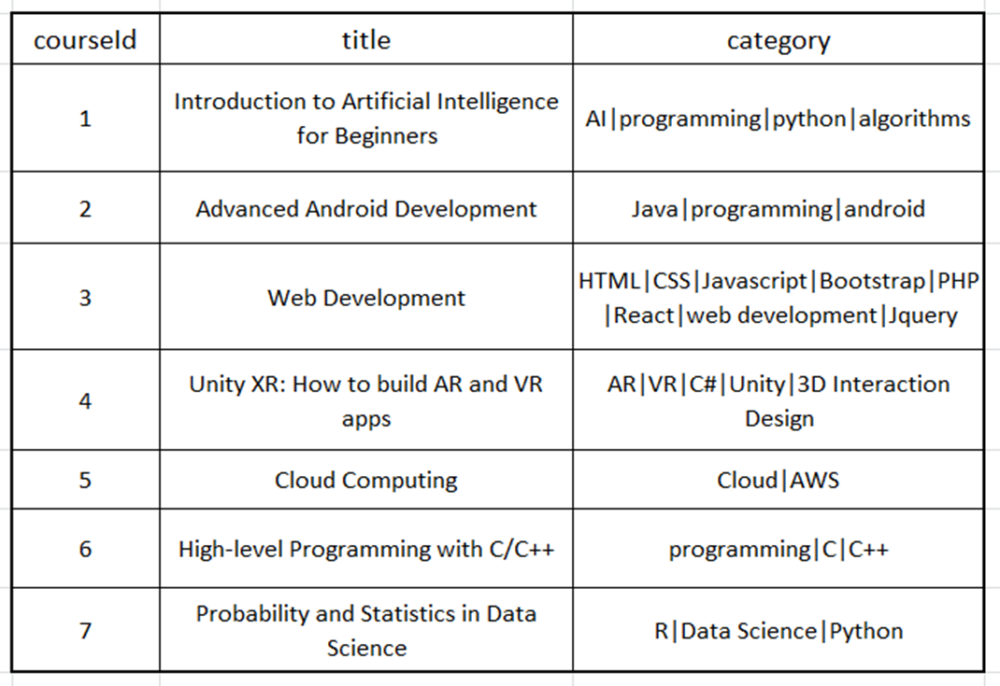 courseId title category
1 Introduction to Artificial Intelligence
for Beginners AI|programming|python|algorithms
2 Advanced Android Development Java|programming|android
3 Web Development HTML|CSS|Javascript|Bootstrap|PHP
|React|web development|Jquery
4 Unity XR: How to build AR and VR
apps AR|VR|C#|Unity|3D Interaction
Design
5 Cloud Computing Cloud|AWS
6 High-level Programming with C/C++ programming|C|C++
7 Probability and Statistics in Data
Science R|Data Science|Python